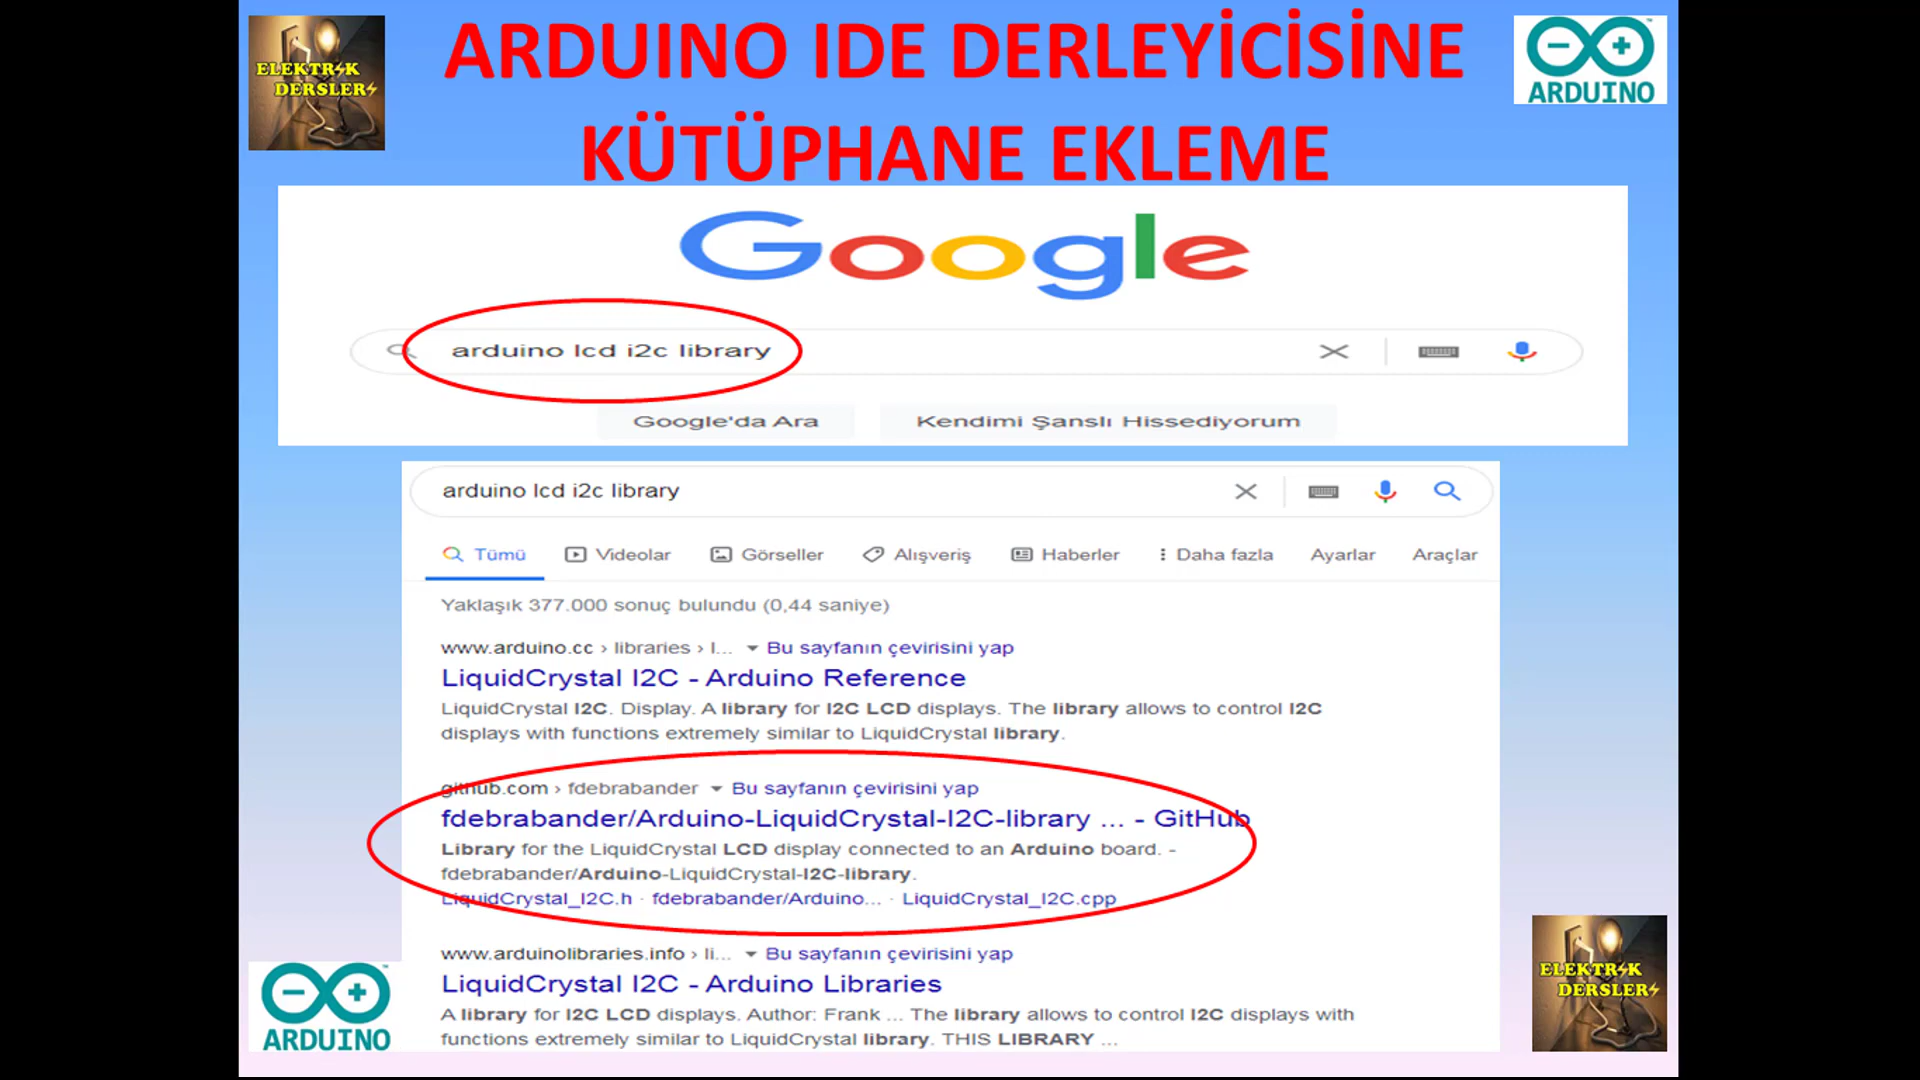 ELEKTRİK
DERSLERİ
ARDUINO IDE DERLEYİCİSİNE
KÜTÜPHANE EKLEME
ARDUINO
Google
arduino lcd i2c library
Google'da Ara
Kendimi Şanslı Hissediyorum
arduino lcd i2c library
Tümü
Videolar
Görseller
Alışveriş
Haberler
Daha fazla
Ayarlar
Araçlar
Yaklaşık 377.000 sonuç bulundu (0,44 saniye)
www.arduino.cc › libraries › l... Bu sayfanın çevirisini yap
LiquidCrystal I2C - Arduino Reference
LiquidCrystal I2C. Display. A library for I2C LCD displays. The library allows to control I2C
displays with functions extremely similar to LiquidCrystal library.
github.com › fdebrabander Bu sayfanın çevirisini yap
fdebrabander/Arduino-LiquidCrystal-I2C-library ... - GitHub
Library for the LiquidCrystal LCD display connected to an Arduino board. -
fdebrabander/Arduino-LiquidCrystal-I2C-library.
LiquidCrystal_I2C.h · fdebrabander/Arduino... · LiquidCrystal_I2C.cpp
www.arduinolibraries.info › li... Bu sayfanın çevirisini yap
LiquidCrystal I2C - Arduino Libraries
A library for I2C LCD displays. Author: Frank ... The library allows to control I2C displays with
functions extremely similar to LiquidCrystal library. THIS LIBRARY ...
ARDUINO
ELEKTRİK
DERSLERİ